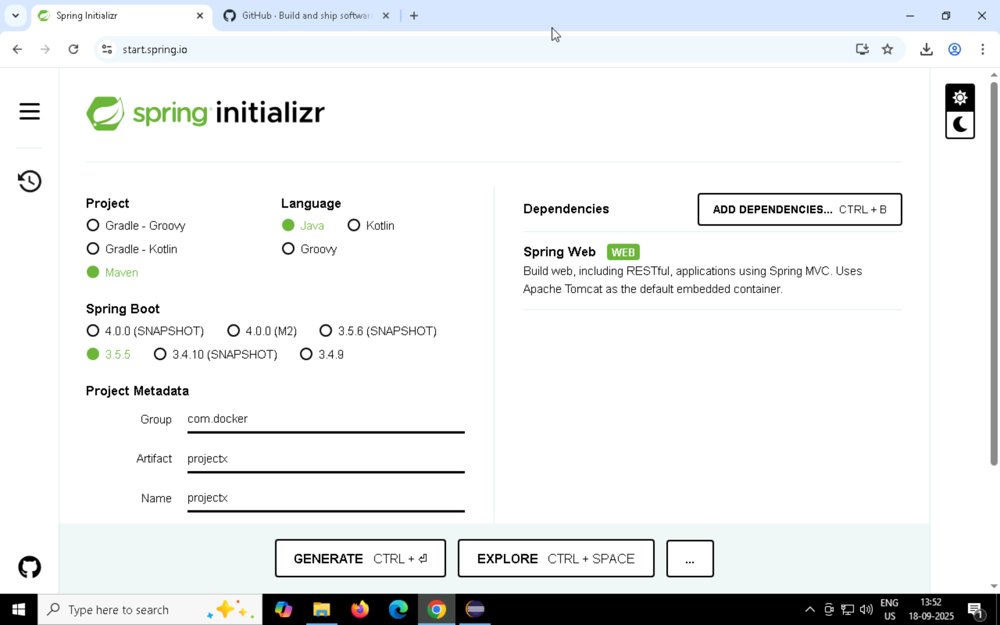 Spring Initializr
GitHub · Build and ship softwar
start.spring.io
spring initializr
Project
Language
Gradle - Groovy
Java
Kotlin
Gradle - Kotlin
Groovy
Maven
Dependencies
ADD DEPENDENCIES... CTRL + B
Spring Web WEB
Build web, including RESTful, applications using Spring MVC. Uses
Apache Tomcat as the default embedded container.
Spring Boot
4.0.0 (SNAPSHOT)
4.0.0 (M2)
3.5.6 (SNAPSHOT)
3.5.5
3.4.10 (SNAPSHOT)
3.4.9
Project Metadata
Group com.docker
Artifact projectx
Name projectx
GENERATE CTRL + ⏎
EXPLORE CTRL + SPACE
...
Type here to search
ENG
US
13:52
18-09-2025
1